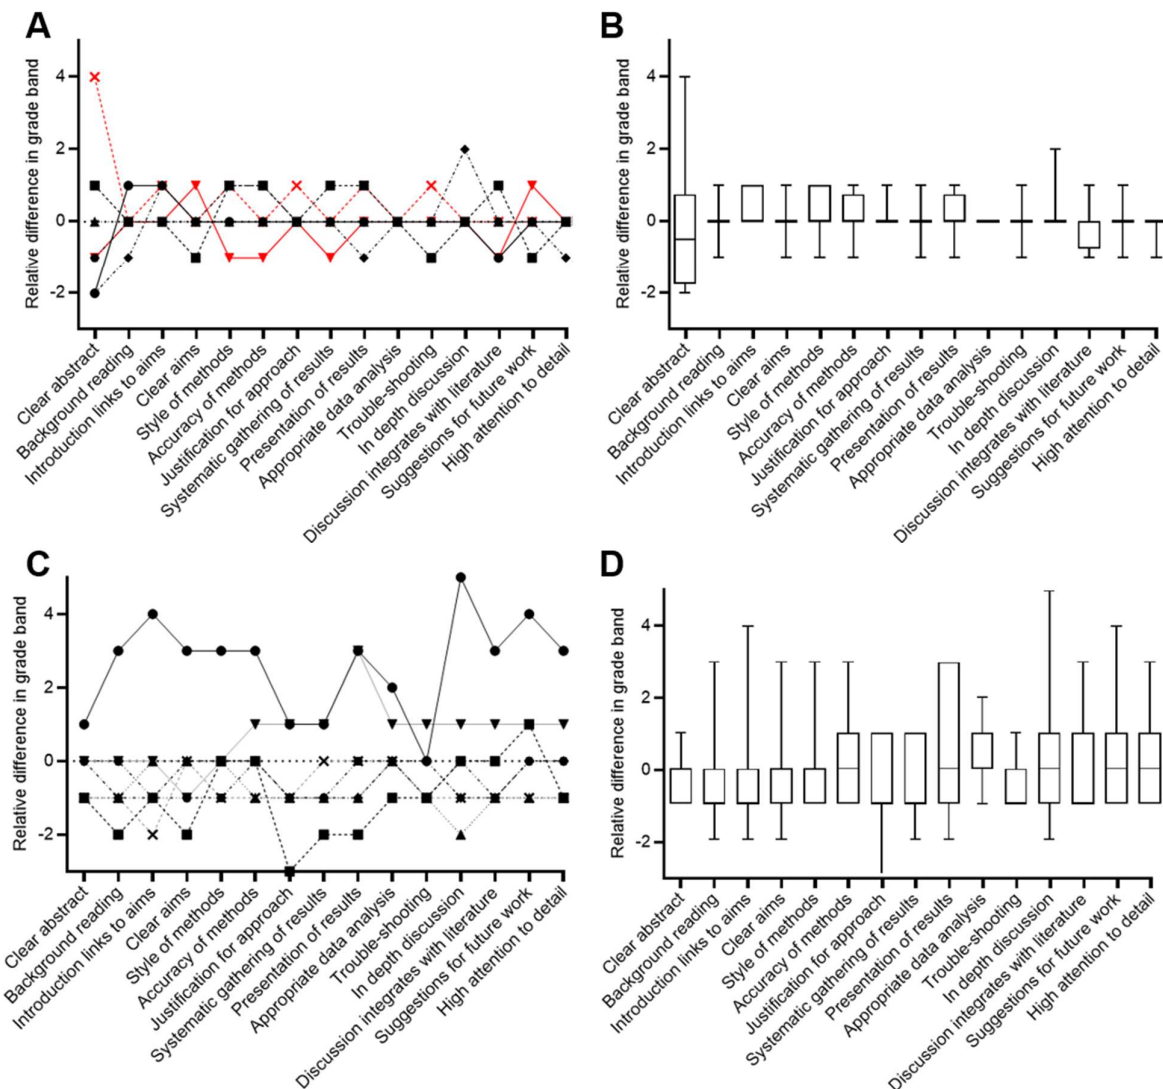 A
Relative difference in grade band
4
2
0
-2
Clear abstract
Background reading
Introduction links to aims
Clear aims
Style of methods
Accuracy of methods
Justification for approach
Systematic gathering of results
Presentation of results
Appropriate data analysis
Trouble-shooting
In depth discussion
Discussion integrates with literature
Suggestions for future work
High attention to detail
B
Relative difference in grade band
4
2
0
-2
Clear abstract
Background reading
Introduction links to aims
Clear aims
Style of methods
Accuracy of methods
Justification for approach
Systematic gathering of results
Presentation of results
Appropriate data analysis
Trouble-shooting
In depth discussion
Discussion integrates with literature
Suggestions for future work
High attention to detail
C
Relative difference in grade band
4
2
0
-2
Clear abstract
Background reading
Introduction links to aims
Clear aims
Style of methods
Accuracy of methods
Justification for approach
Systematic gathering of results
Presentation of results
Appropriate data analysis
Trouble-shooting
In depth discussion
Discussion integrates with literature
Suggestions for future work
High attention to detail
D
Relative difference in grade band
4
2
0
-2
Clear abstract
Background reading
Introduction links to aims
Clear aims
Style of methods
Accuracy of methods
Justification for approach
Systematic gathering of results
Presentation of results
Appropriate data analysis
Trouble-shooting
In depth discussion
Discussion integrates with literature
Suggestions for future work
High attention to detail